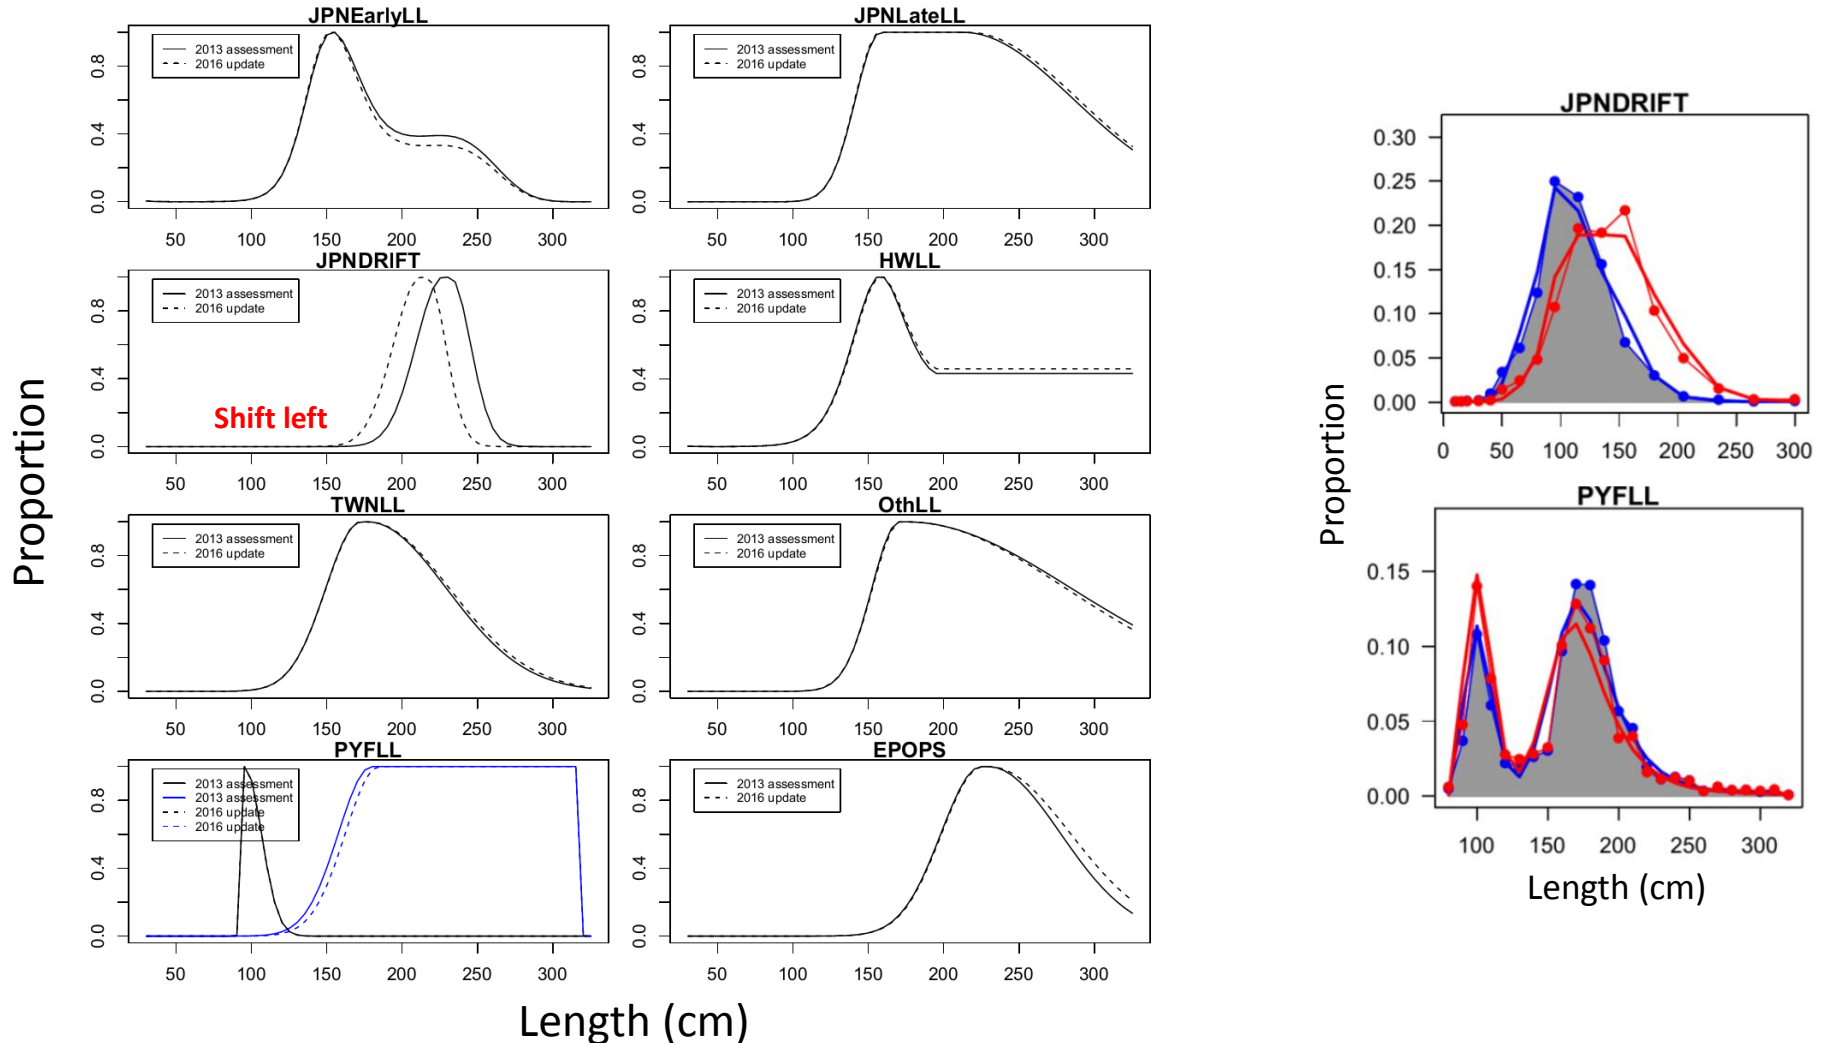 JPNEarlyLL
2013 assessment
2016 update
0.0 0.4 0.8
50 100 150 200 250 300
JPNLateLL
2013 assessment
2016 update
0.0 0.4 0.8
50 100 150 200 250 300
JPNDRIFT
2013 assessment
2016 update
Shift left
0.0 0.4 0.8
50 100 150 200 250 300
HWLL
2013 assessment
2016 update
0.0 0.4 0.8
50 100 150 200 250 300
TWNLL
2013 assessment
2016 update
0.0 0.4 0.8
50 100 150 200 250 300
OthLL
2013 assessment
2016 update
0.0 0.4 0.8
50 100 150 200 250 300
PYFLL
2013 assessment
2013 assessment
2016 update
2016 update
0.0 0.4 0.8
50 100 150 200 250 300
EPOPS
2013 assessment
2016 update
0.0 0.4 0.8
50 100 150 200 250 300
Proportion
Length (cm)
JPNDRIFT
0.30
0.25
0.20
0.15
0.10
0.05
0.00
0 50 100 150 200 250 300
PYFLL
0.15
0.10
0.05
0.00
100 150 200 250 300
Proportion
Length (cm)